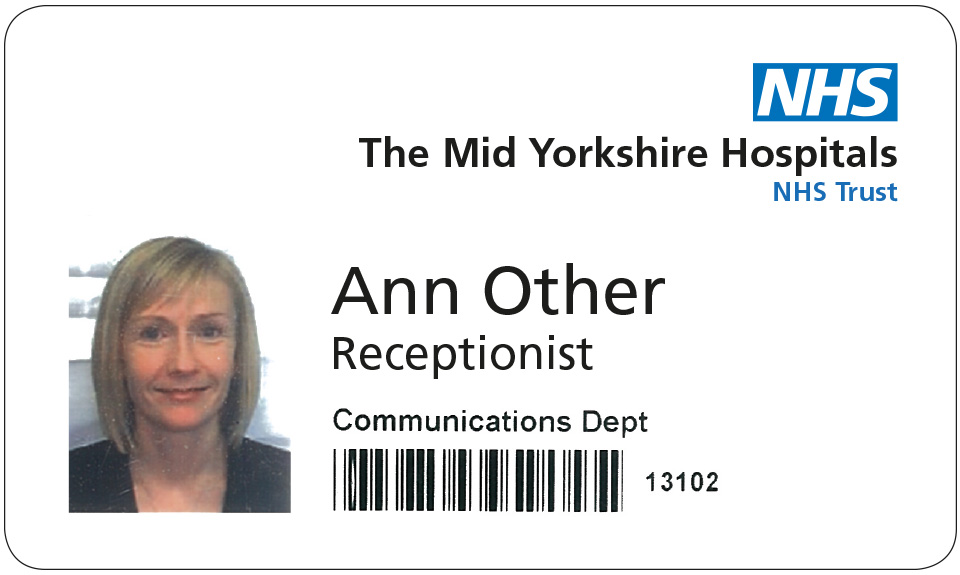 NHS
The Mid Yorkshire Hospitals
NHS Trust
Ann Other
Receptionist
Communications Dept
13102